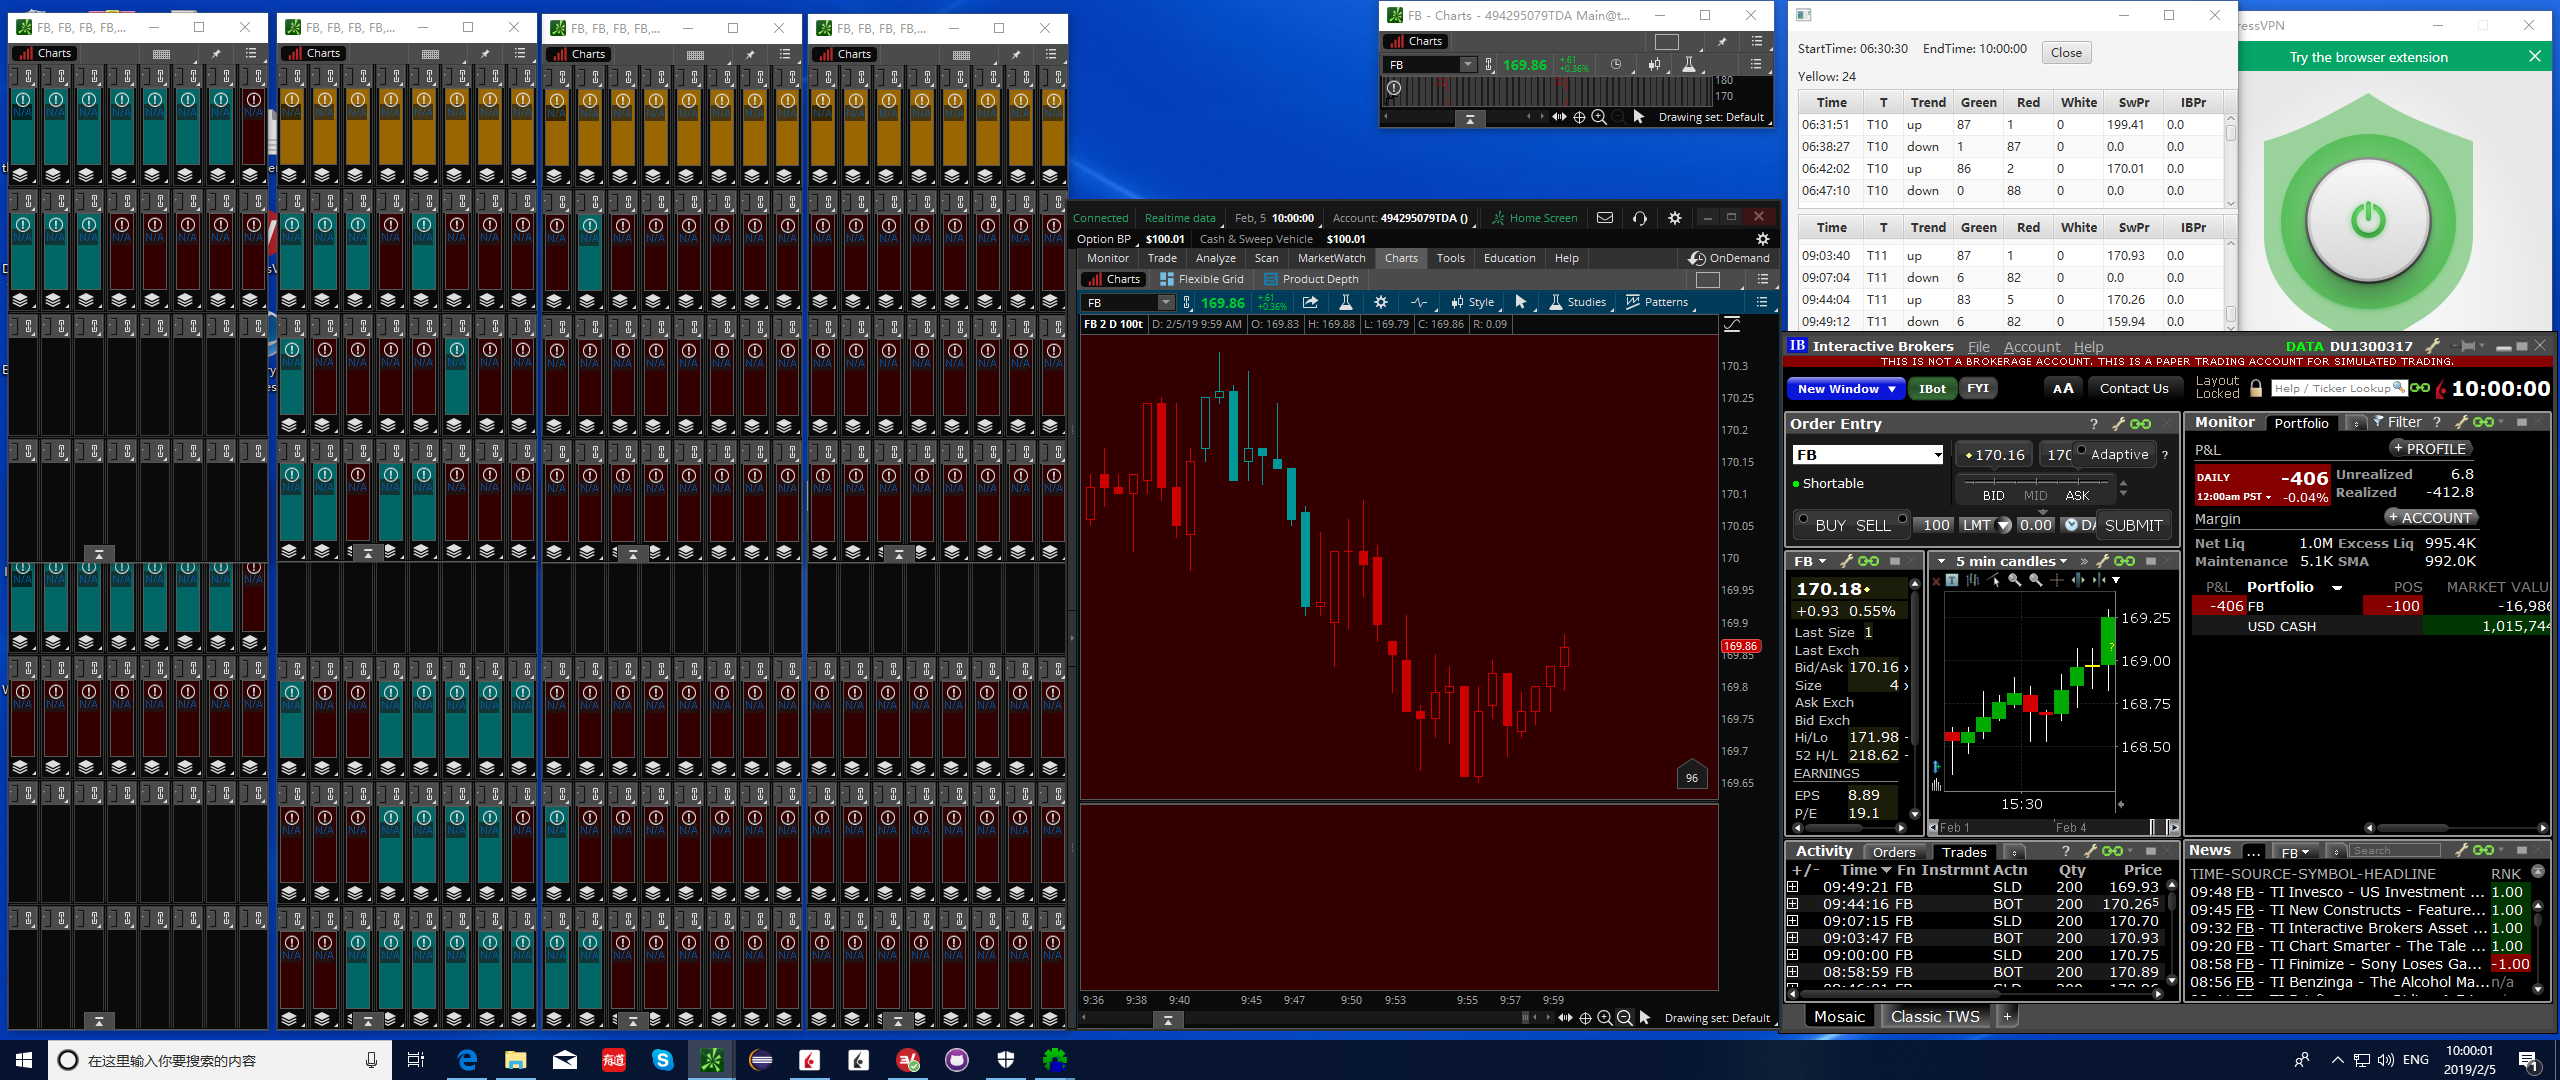 FB, FB, FB, FB,...
Charts
FB, FB, FB, FB,...
Charts
FB, FB, FB, FB,...
Charts
FB, FB, FB, FB,...
Charts
N/A
FB - Charts - 494295079TDA Main@t...
Charts
FB 169.86 +.61 +0.36%
180
170
Drawing set: Default
StartTime: 06:30:30 EndTime: 10:00:00 Close
Yellow: 24
Time T Trend Green Red White SwPr IBPr
06:31:51 T10 up 87 1 0 199.41 0.0
06:38:27 T10 down 1 87 0 0.0 0.0
06:42:02 T10 up 86 2 0 170.01 0.0
06:47:10 T10 down 0 88 0 0.0 0.0
Time T Trend Green Red White SwPr IBPr
09:03:40 T11 up 87 1 0 170.93 0.0
09:07:04 T11 down 6 82 0 0.0 0.0
09:44:04 T11 up 83 5 0 170.26 0.0
09:49:12 T11 down 6 82 0 159.94 0.0
ressVPN
Try the browser extension
Connected Realtime data Feb, 5 10:00:00 Account: 494295079TDA () Home Screen
Option BP $100.01 Cash & Sweep Vehicle $100.01
Monitor Trade Analyze Scan MarketWatch Charts Tools Education Help OnDemand
Charts Flexible Grid Product Depth
FB 169.86 +.61 +0.36% Style Studies Patterns
FB 2 D 100t D: 2/5/19 9:59 AM O: 169.83 H: 169.88 L: 169.79 C: 169.86 R: 0.09
170.3
170.25
170.2
170.15
170.1
170.05
170
169.95
169.9
169.86
169.85
169.8
169.75
169.7
169.65
96
9:36 9:38 9:40 9:45 9:47 9:50 9:53 9:55 9:57 9:59
Drawing set: Default
IB Interactive Brokers File Account Help DATA DU1300317
THIS IS NOT A BROKERAGE ACCOUNT. THIS IS A PAPER TRADING ACCOUNT FOR SIMULATED TRADING.
New Window IBot FYI AA Contact Us Layout Locked Help / Ticker Lookup 10:00:00
Order Entry
FB 170.16 170 Adaptive ?
Shortable
BID MID ASK
BUY SELL 100 LMT 0.00 DA SUBMIT
Monitor Portfolio Filter ?
P&L + PROFILE
DAILY -406 Unrealized 6.8
12:00am PST -0.04% Realized -412.8
Margin + ACCOUNT
Net Liq 1.0M Excess Liq 995.4K
Maintenance 5.1K SMA 992.0K
P&L Portfolio POS MARKET VALU
-406 FB -100 -16,986
USD CASH 1,015,744
FB
170.18
+0.93 0.55%
Last Size 1
Last Exch
Bid/Ask 170.16 x
Size 4 x
Ask Exch
Bid Exch
Hi/Lo 171.98 -
52 H/L 218.62 -
EARNINGS
EPS 8.89
P/E 19.1
5 min candles
169.25
169.00
168.75
168.50
15:30
Feb 1 Feb 4
Activity Orders Trades ?
+/- Time Fn Instrmnt Actn Qty Price
09:49:21 FB SLD 200 169.93
09:44:16 FB BOT 200 170.265
09:07:15 FB SLD 200 170.70
09:03:47 FB BOT 200 170.93
09:00:00 FB SLD 200 170.75
08:58:59 FB BOT 200 170.89
News ... FB Search
TIME-SOURCE-SYMBOL-HEADLINE RNK
09:48 FB - TI Invesco - US Investment ... 1.00
09:45 FB - TI New Constructs - Feature... 1.00
09:32 FB - TI Interactive Brokers Asset ... 1.00
09:20 FB - TI Chart Smarter - The Tale ... 1.00
08:58 FB - TI Finimize - Sony Loses Ga... -1.00
08:56 FB - TI Benzinga - The Alcohol Ma... n/a
Mosaic Classic TWS +
在这里输入你要搜索的内容
有道
ENG
10:00:01
2019/2/5
1